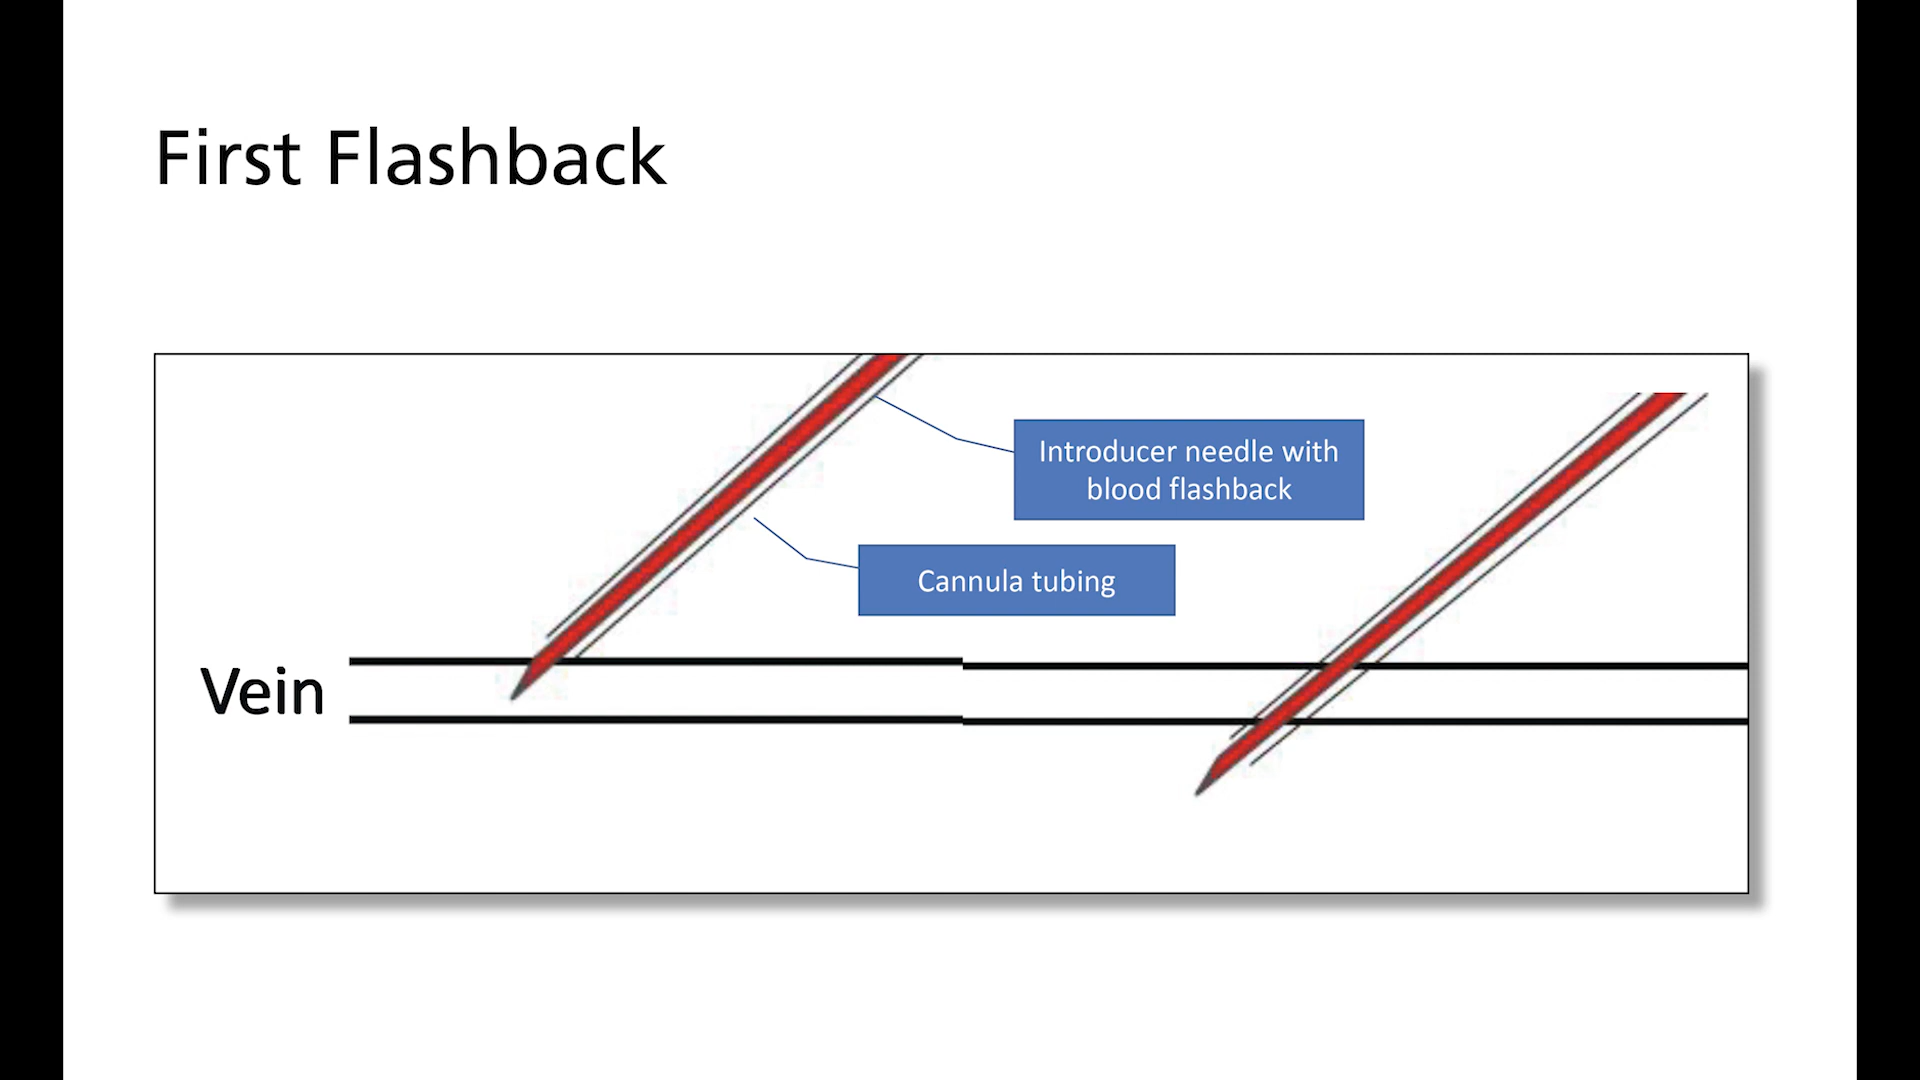 First Flashback
Introducer needle with
blood flashback
Cannula tubing
Vein